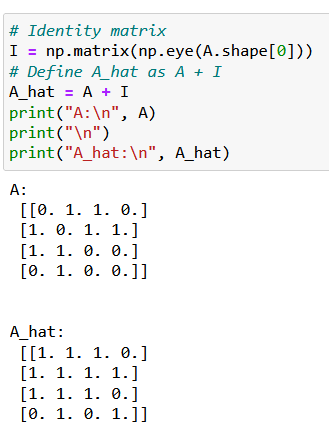 # Identity matrix
I = np.matrix(np.eye(A.shape[0]))
# Define A_hat as A + I
A_hat = A + I
print("A:\n", A)
print("\n")
print("A_hat:\n", A_hat)
A:
 [[0. 1. 1. 0.]
 [1. 0. 1. 1.]
 [1. 1. 0. 0.]
 [0. 1. 0. 0.]]
A_hat:
 [[1. 1. 1. 0.]
 [1. 1. 1. 1.]
 [1. 1. 1. 0.]
 [0. 1. 0. 1.]]